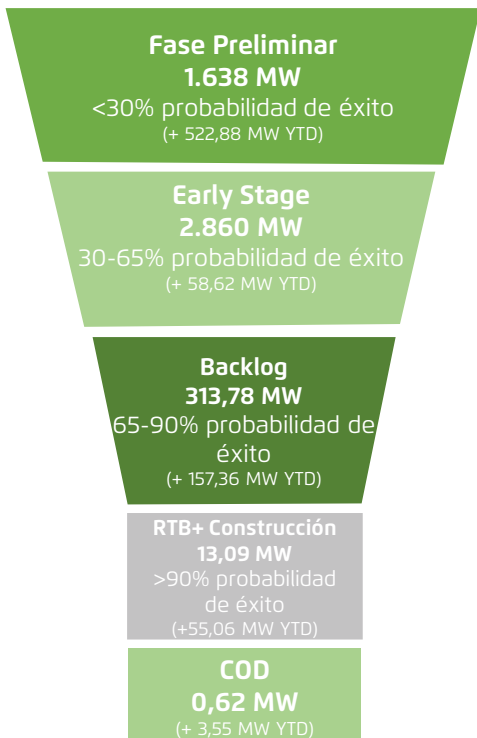 Fase Preliminar
1.638 MW
<30% probabilidad de éxito
(+ 522,88 MW YTD)
Early Stage
2.860 MW
30-65% probabilidad de éxito
(+ 58,62 MW YTD)
Backlog
313,78 MW
65-90% probabilidad de
éxito
(+ 157,36 MW YTD)
RTB+ Construcción
13,09 MW
>90% probabilidad
de éxito
(+55,06 MW YTD)
COD
0,62 MW
(+ 3,55 MW YTD)